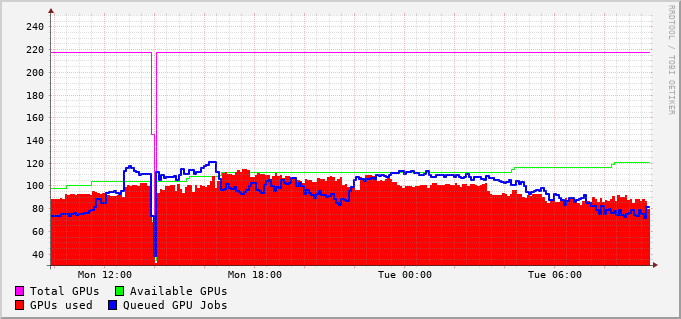 RRDTOOL / TOBI OETIKER
240
220
200
180
160
140
120
100
80
60
40
Mon 12:00 Mon 18:00 Tue 00:00 Tue 06:00
Total GPUs Available GPUs
GPUs used Queued GPU Jobs